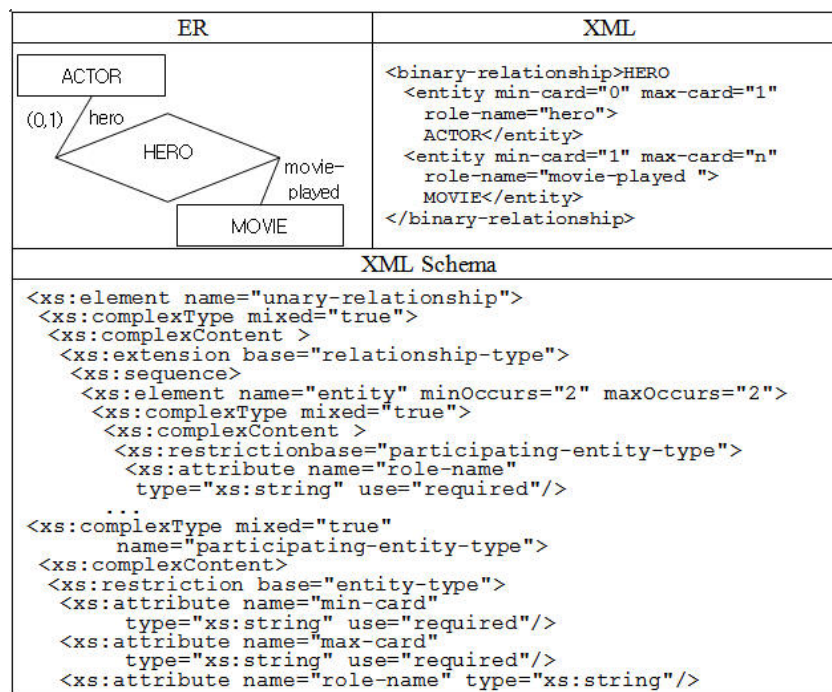 ER
XML
ACTOR
(0,1)
hero
HERO
movie-
played
MOVIE
<binary-relationship>HERO
<entity min-card="0" max-card="1"
role-name="hero">
ACTOR</entity>
<entity min-card="1" max-card="n"
role-name="movie-played ">
MOVIE</entity>
</binary-relationship>
XML Schema
<xs:element name="unary-relationship">
<xs:complexType mixed="true">
<xs:complexContent >
<xs:extension base="relationship-type">
<xs:sequence>
<xs:element name="entity" minOccurs="2" maxOccurs="2">
<xs:complexType mixed="true">
<xs:complexContent >
<xs:restrictionbase="participating-entity-type">
<xs:attribute name="role-name"
type="xs:string" use="required"/>
...
<xs:complexType mixed="true"
name="participating-entity-type">
<xs:complexContent>
<xs:restriction base="entity-type">
<xs:attribute name="min-card"
type="xs:string" use="required"/>
<xs:attribute name="max-card"
type="xs:string" use="required"/>
<xs:attribute name="role-name" type="xs:string"/>